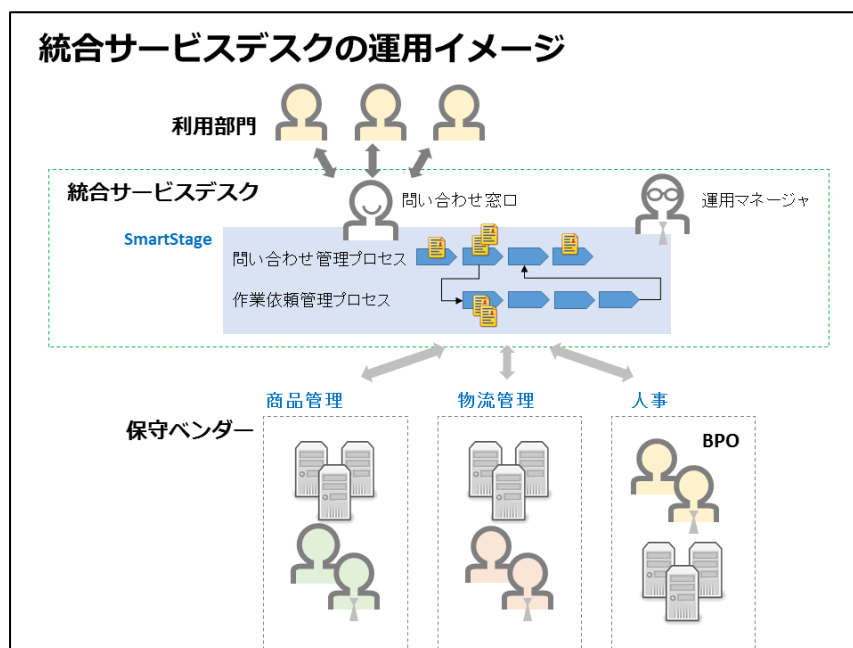 統合サービスデスクの運用イメージ
利用部門
統合サービスデスク
問い合わせ窓口
運用マネージャ
SmartStage
問い合わせ管理プロセス
作業依頼管理プロセス
商品管理
物流管理
人事
保守ベンダー
BPO